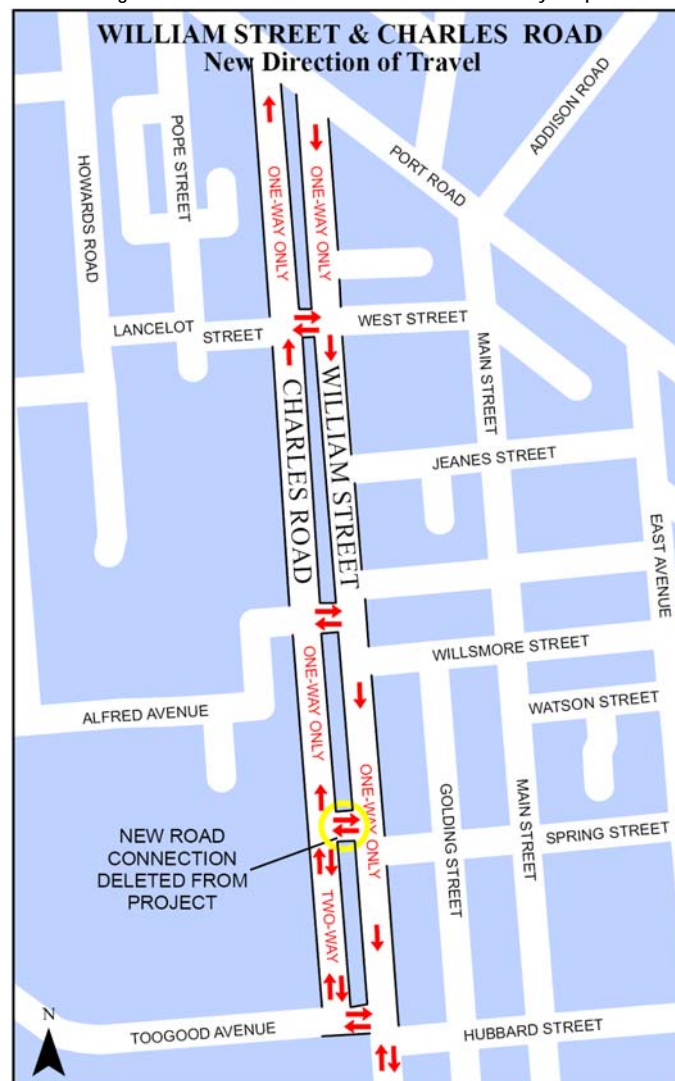 WILLIAM STREET & CHARLES ROAD
New Direction of Travel
HOWARDS ROAD
POPE STREET
ONE-WAY ONLY
ONE-WAY ONLY
PORT ROAD
ADDISON ROAD
LANCELOT
STREET
WEST STREET
MAIN STREET
CHARLES ROAD
WILLIAM STREET
JEANES STREET
EAST AVENUE
WILLSMORE STREET
ALFRED AVENUE
ONE-WAY ONLY
WATSON STREET
ONE-WAY ONLY
GOLDING STREET
MAIN STREET
SPRING STREET
NEW ROAD
CONNECTION
DELETED FROM
PROJECT
TWO-WAY
N
TOOGOOD AVENUE
HUBBARD STREET